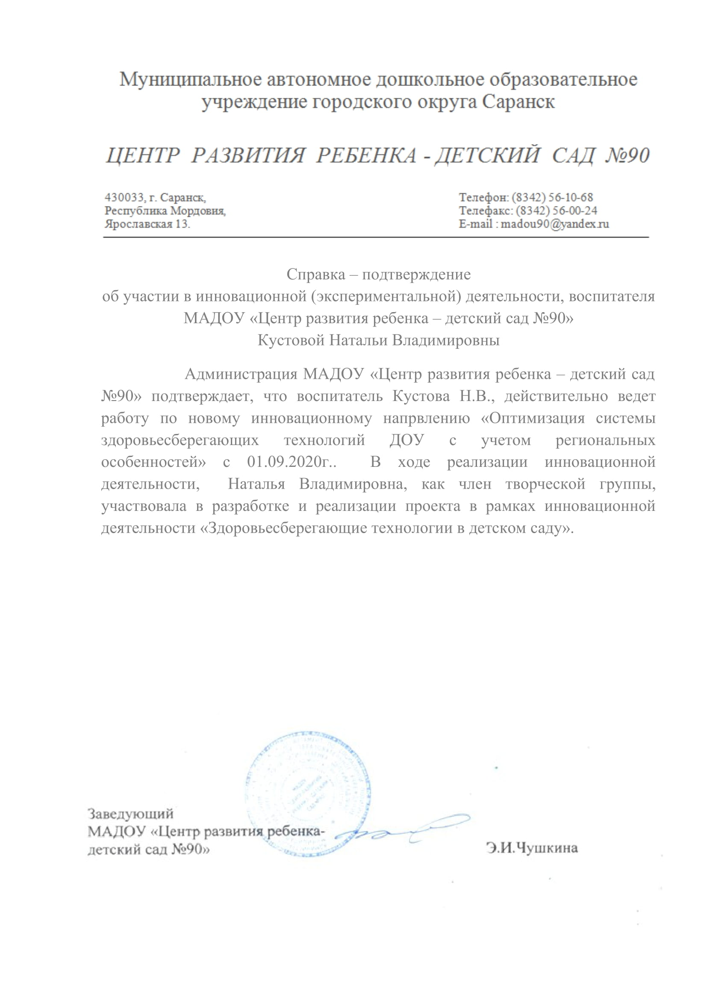 Муниципальное автономное дошкольное образовательное
учреждение городского округа Саранск
ЦЕНТР РАЗВИТИЯ РЕБЕНКА - ДЕТСКИЙ САД №90
430033, г. Саранск,
Республика Мордовия,
Ярославская 13.
Телефон: (8342) 56-10-68
Телефакс: (8342) 56-00-24
E-mail : madou90@yandex.ru
Справка – подтверждение
об участии в инновационной (экспериментальной) деятельности, воспитателя
МАДОУ «Центр развития ребенка – детский сад №90»
Кустовой Натальи Владимировны
Администрация МАДОУ «Центр развития ребенка – детский сад
№90» подтверждает, что воспитатель Кустова Н.В., действительно ведет
работу по новому инновационному напрвлению «Оптимизация системы
здоровьесберегающих технологий ДОУ с учетом региональных
особенностей» с 01.09.2020г.. В ходе реализации инновационной
деятельности, Наталья Владимировна, как член творческой группы,
участвовала в разработке и реализации проекта в рамках инновационной
деятельности «Здоровьесберегающие технологии в детском саду».
Заведующий
МАДОУ «Центр развития ребенка-
детский сад №90»
Э.И.Чушкина